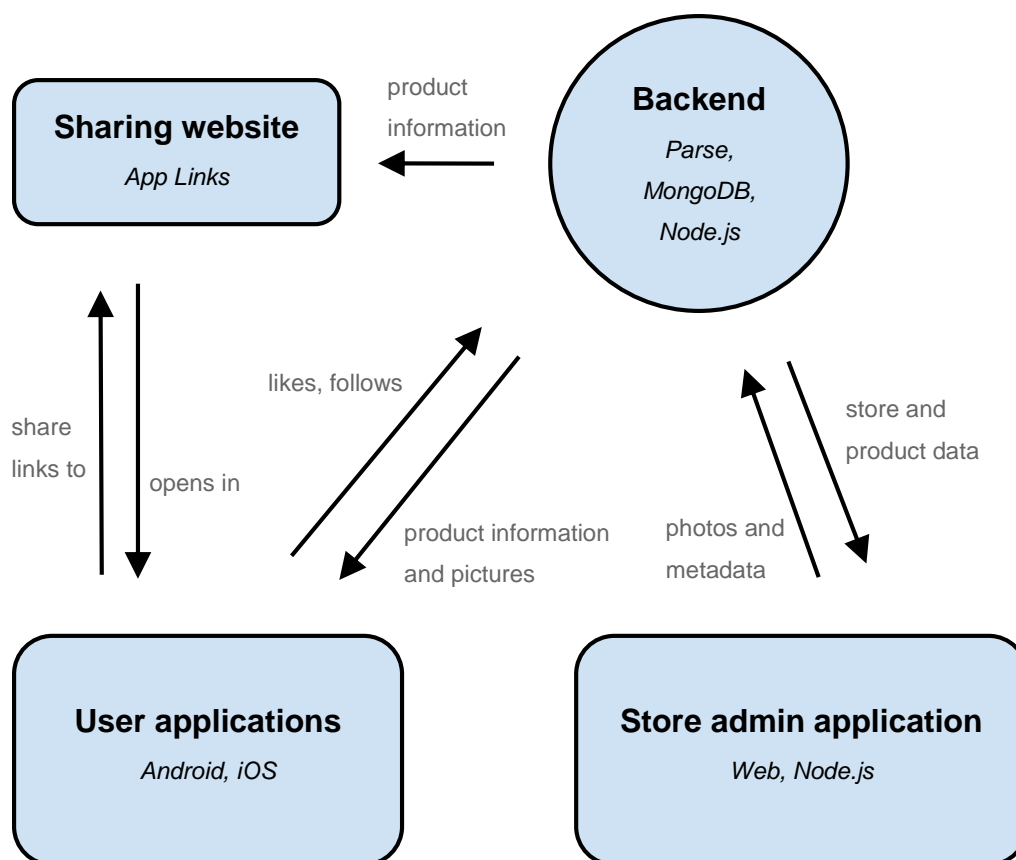 Sharing website
App Links
product
information
Backend
Parse,
MongoDB,
Node.js
share
links to
opens in
likes, follows
product information
and pictures
photos and
metadata
store and
product data
User applications
Android, iOS
Store admin application
Web, Node.js